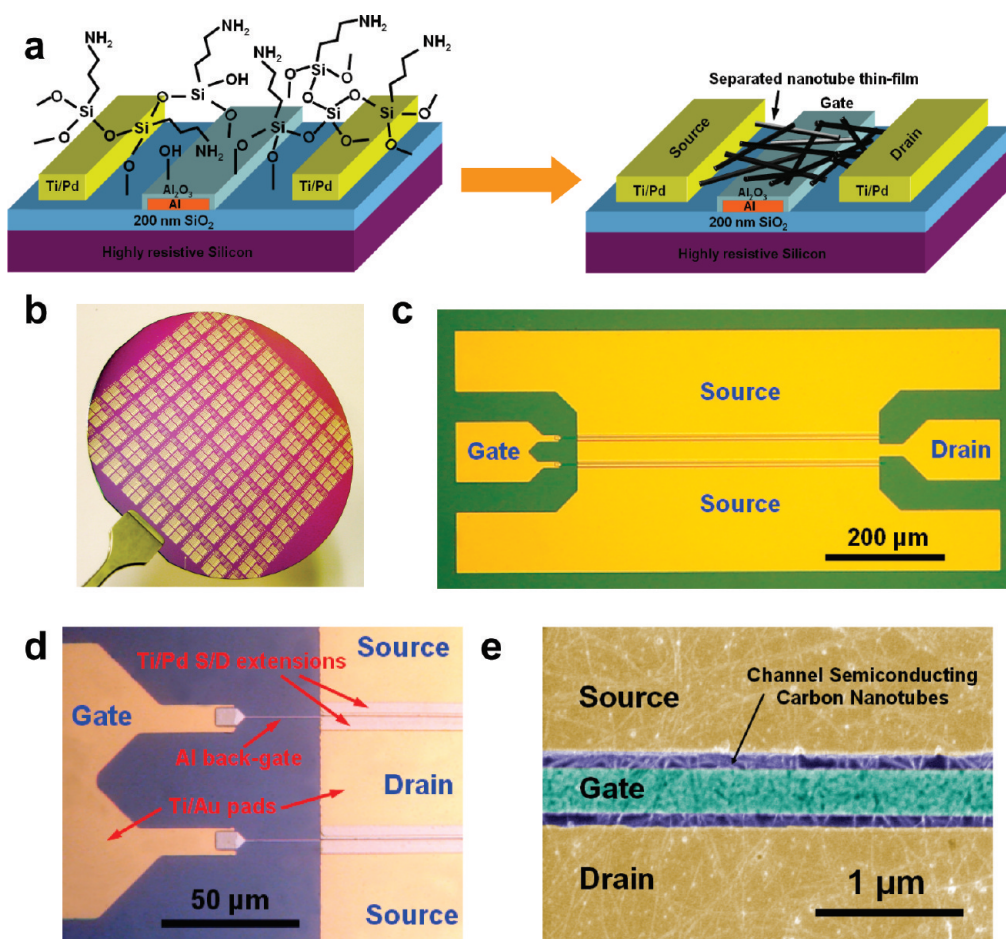 a
NH₂
NH₂
NH₂
NH₂
NH₂
Si
O
O
Si
OH
O
O
Si
O
O
Si
O
O
Si
O
O
Si
O
O
Si
O
O
NH₂
OH
Ti/Pd
Al₂O₃
Al
Ti/Pd
200 nm SiO₂
Highly resistive Silicon
Separated nanotube thin-film
Gate
Source
Drain
Ti/Pd
Al₂O₃
Al
Ti/Pd
200 nm SiO₂
Highly resistive Silicon
b
c
Source
Gate
Drain
Source
200 µm
d
Source
Ti/Pd S/D extensions
Gate
Al back-gate
Drain
Ti/Au pads
50 µm
Source
e
Channel Semiconducting
Carbon Nanotubes
Source
Gate
Drain
1 µm